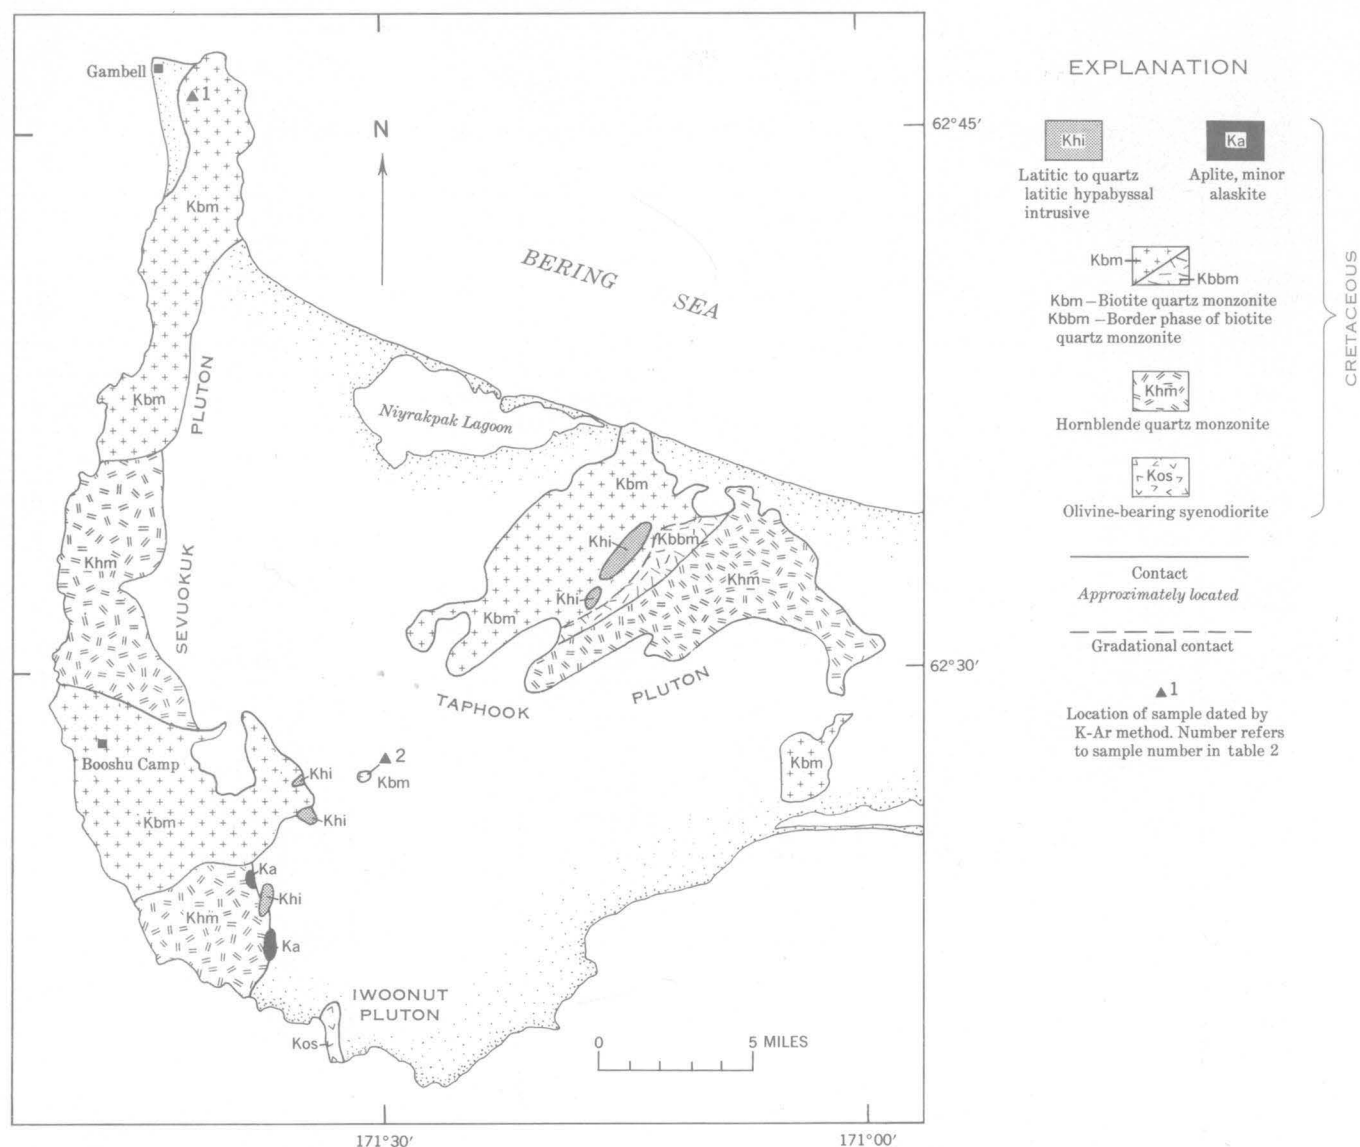 Gambell
1
N
62°45'
Kbm
BERING
SEA
Kbm
PLUTON
Niyrakpak Lagoon
Kbm
Khi
Kbbm
Khm
Khm
SEVUOKUK
Khi
Kbm
62°30'
TAPHOOK
PLUTON
Booshu Camp
2
Khi
Kbm
Kbm
Khi
Kbm
Ka
Khi
Khm
Ka
IWOONUT
PLUTON
Kos
0 5 MILES
171°30'
171°00'
EXPLANATION
Khi
Latitic to quartz
latitic hypabyssal
intrusive
Ka
Aplite, minor
alaskite
Kbm
Kbbm
Kbm—Biotite quartz monzonite
Kbbm—Border phase of biotite
quartz monzonite
Khm
Hornblende quartz monzonite
Kos
Olivine-bearing syenodiorite
CRETACEOUS
Contact
Approximately located
Gradational contact
1
Location of sample dated by
K-Ar method. Number refers
to sample number in table 2